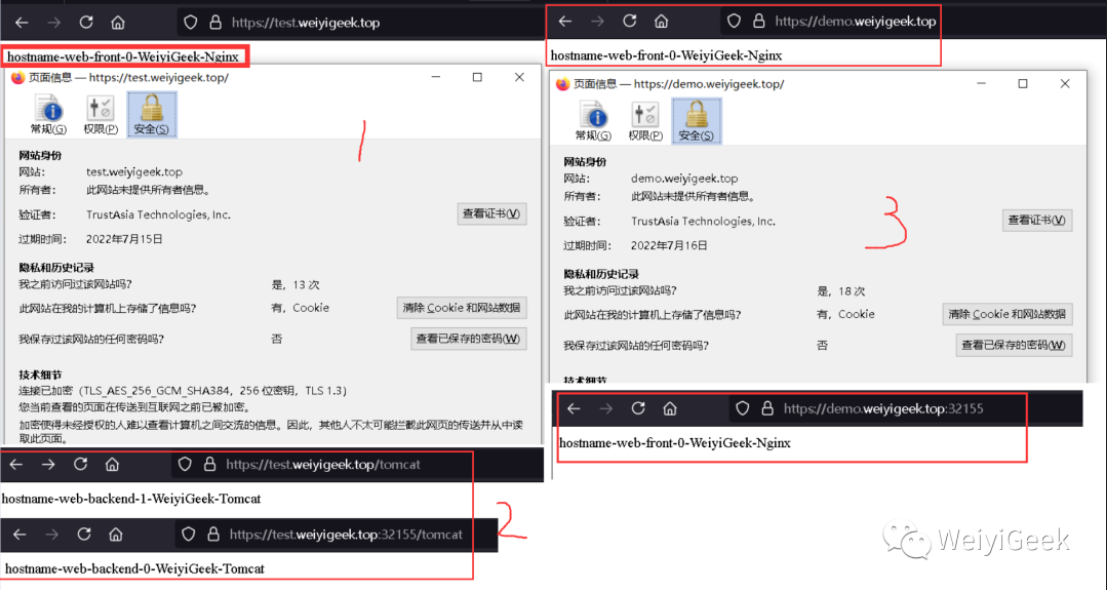 https://test.weiyigeek.top
hostname-web-front-0-WeiyiGeek-Nginx
页面信息 — https://test.weiyigeek.top/
常规(G) 权限(P) 安全(S)
1
网站身份
网站: test.weiyigeek.top
所有者: 此网站未提供所有者信息。
验证者: TrustAsia Technologies, Inc. 查看证书(V)
过期时间: 2022年7月15日
隐私和历史记录
我之前访问过该网站吗? 是，13 次
此网站在我的计算机上存储了信息吗? 有，Cookie 清除 Cookie 和网站数据
我保存过该网站的任何密码吗? 否 查看已保存的密码(W)
技术细节
连接已加密（TLS_AES_256_GCM_SHA384，256 位密钥，TLS 1.3）
您当前查看的页面在传送到互联网之前已被加密。
加密使得未经授权的人难以查看计算机之间交流的信息。因此，其他人不太可能拦截此网页的传送并从中读
取此页面。
https://test.weiyigeek.top/tomcat
hostname-web-backend-1-WeiyiGeek-Tomcat
2
https://test.weiyigeek.top:32155/tomcat
hostname-web-backend-0-WeiyiGeek-Tomcat
https://demo.weiyigeek.top
hostname-web-front-0-WeiyiGeek-Nginx
页面信息 — https://demo.weiyigeek.top/
常规(G) 权限(P) 安全(S)
网站身份
网站: demo.weiyigeek.top
所有者: 此网站未提供所有者信息。
3
验证者: TrustAsia Technologies, Inc. 查看证书(V)
过期时间: 2022年7月16日
隐私和历史记录
我之前访问过该网站吗? 是，18 次
此网站在我的计算机上存储了信息吗? 有，Cookie 清除 Cookie 和网站数据
我保存过该网站的任何密码吗? 否 查看已保存的密码(W)
技术细节
https://demo.weiyigeek.top:32155
hostname-web-front-0-WeiyiGeek-Nginx
WeiyiGeek